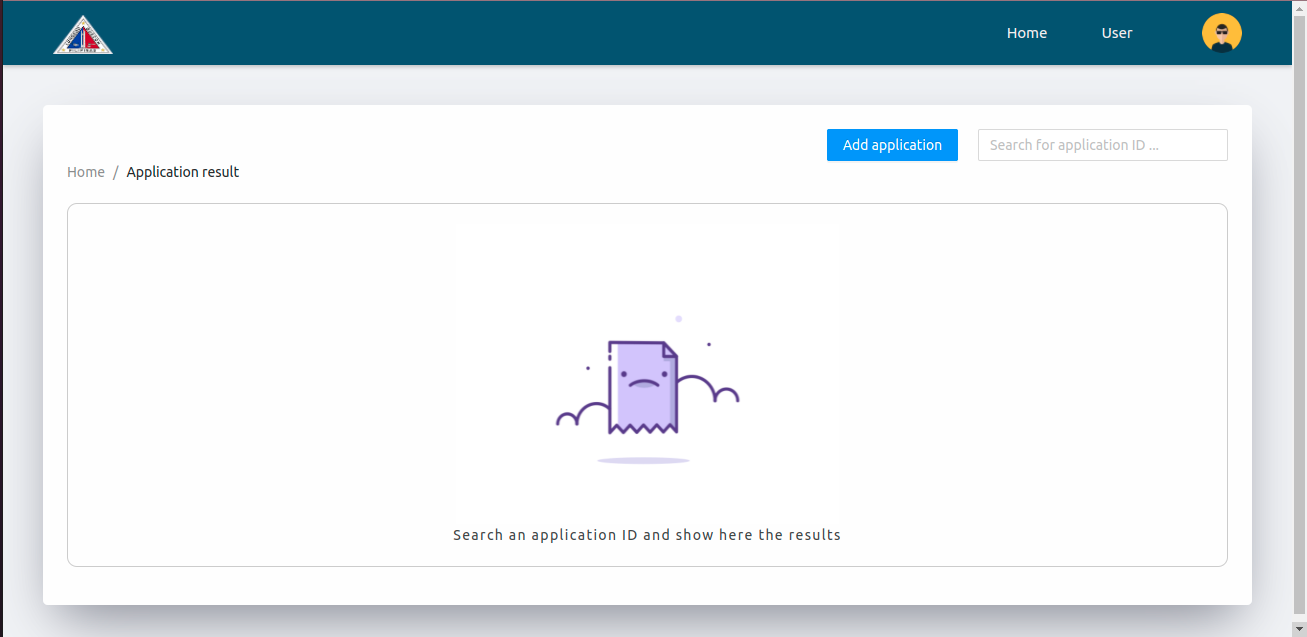 PILIPINAS
Home
User
Add application
Search for application ID ...
Home / Application result
Search an application ID and show here the results